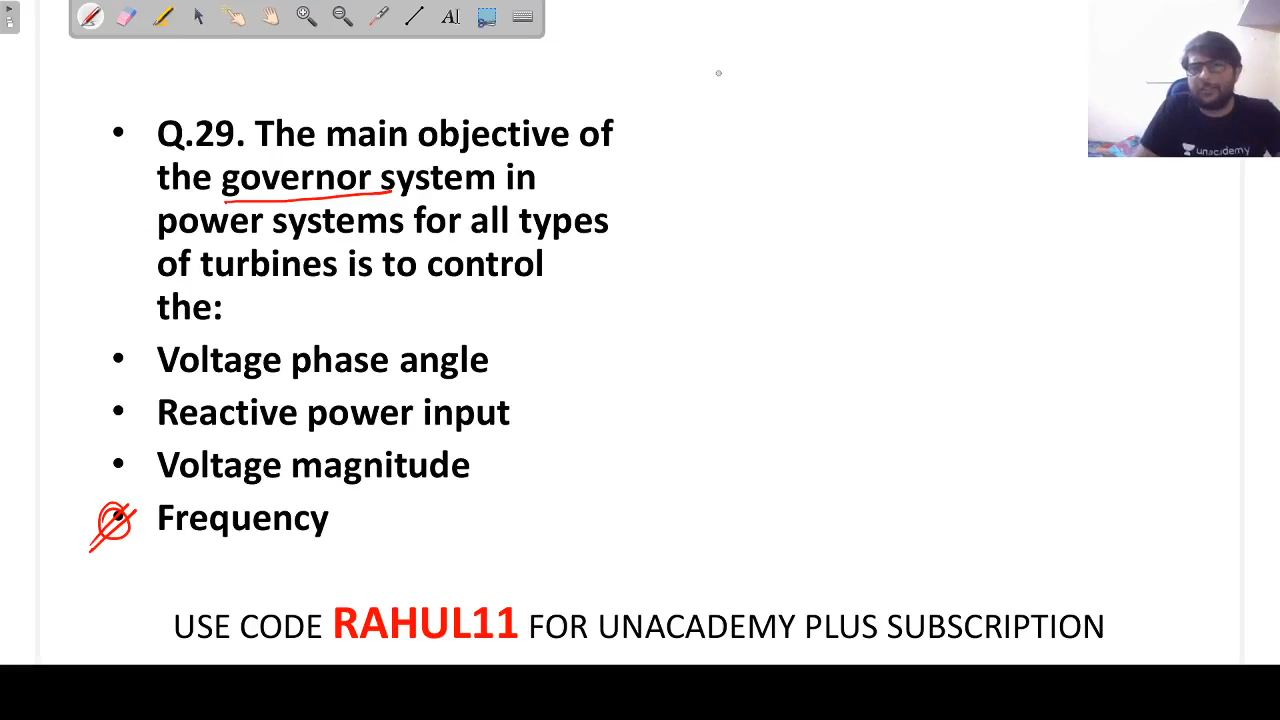 • Q.29. The main objective of
the governor system in
power systems for all types
of turbines is to control
the:
• Voltage phase angle
• Reactive power input
• Voltage magnitude
• Frequency
USE CODE RAHUL11 FOR UNACADEMY PLUS SUBSCRIPTION
unacademy